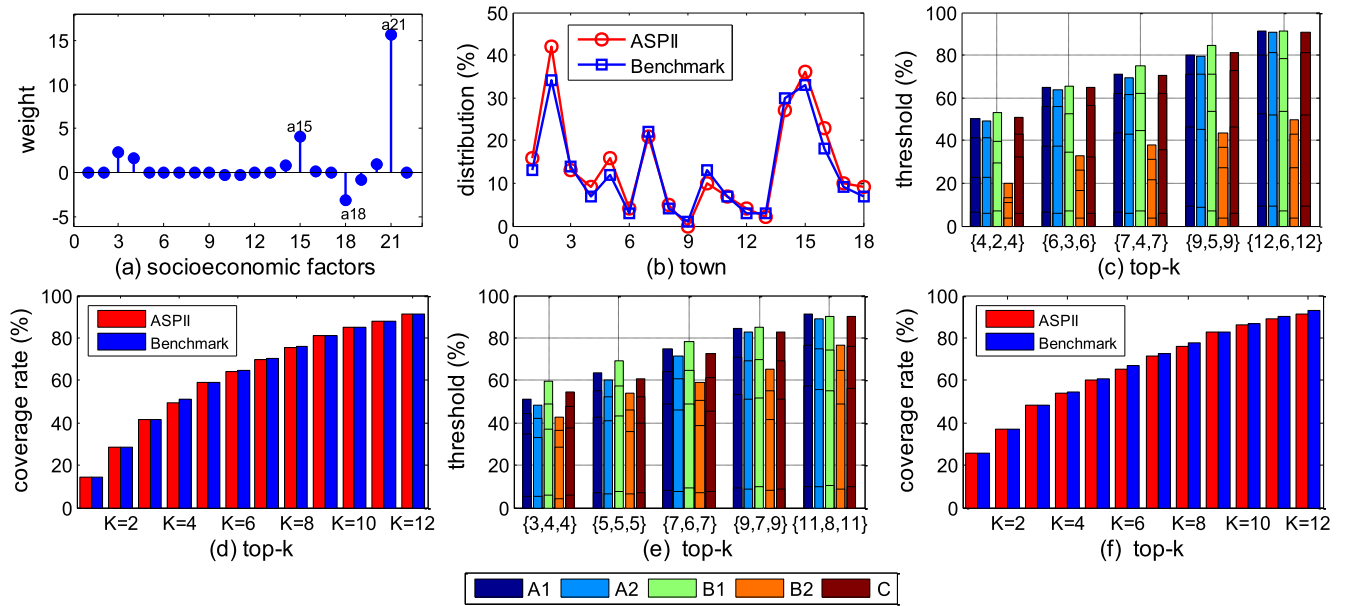 15
10
5
0
-5
weight
a21
a15
a18
0 3 6 9 12 15 18 21
(a) socioeconomic factors
50
40
30
20
10
0
distribution (%)
ASPII
Benchmark
0 3 6 9 12 15 18
(b) town
100
80
60
40
20
0
threshold (%)
{4,2,4} {6,3,6} {7,4,7} {9,5,9} {12,6,12}
(c) top-k
100
80
60
40
20
0
coverage rate (%)
ASPII
Benchmark
K=2 K=4 K=6 K=8 K=10 K=12
(d) top-k
100
80
60
40
20
0
threshold (%)
{3,4,4} {5,5,5} {7,6,7} {9,7,9} {11,8,11}
(e) top-k
100
80
60
40
20
0
coverage rate (%)
ASPII
Benchmark
K=2 K=4 K=6 K=8 K=10 K=12
(f) top-k
A1 A2 B1 B2 C